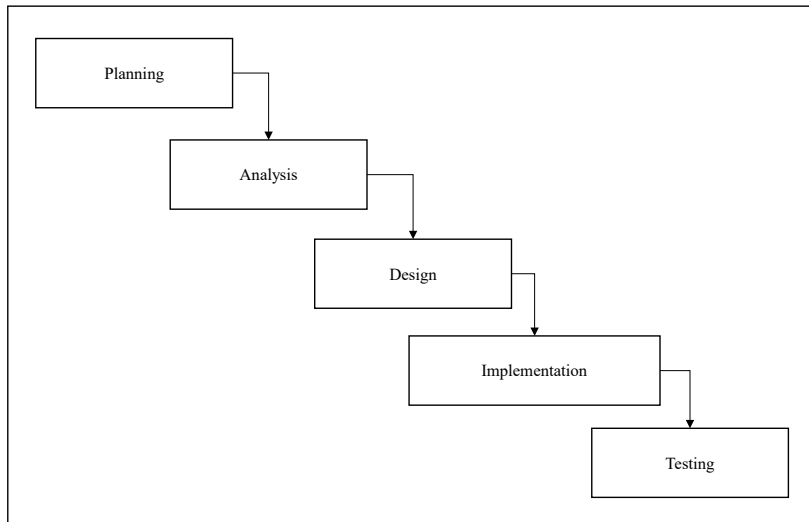 Planning
Analysis
Design
Implementation
Testing